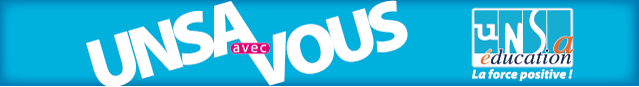 UNSA avec VOUS
uNSa
éducation
La force positive !